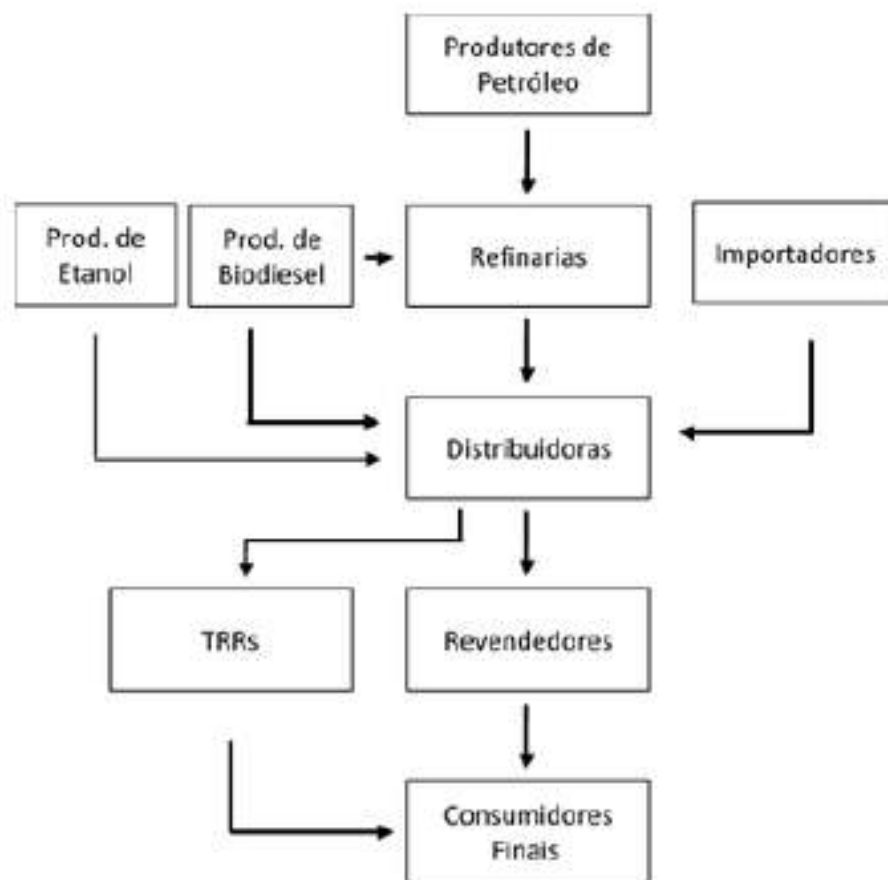 Produtores de
Petróleo
Prod. de
Etanol
Prod. de
Biodiesel
Refinarias
Importadores
Distribuidoras
TRRs
Revendedores
Consumidores
Finais